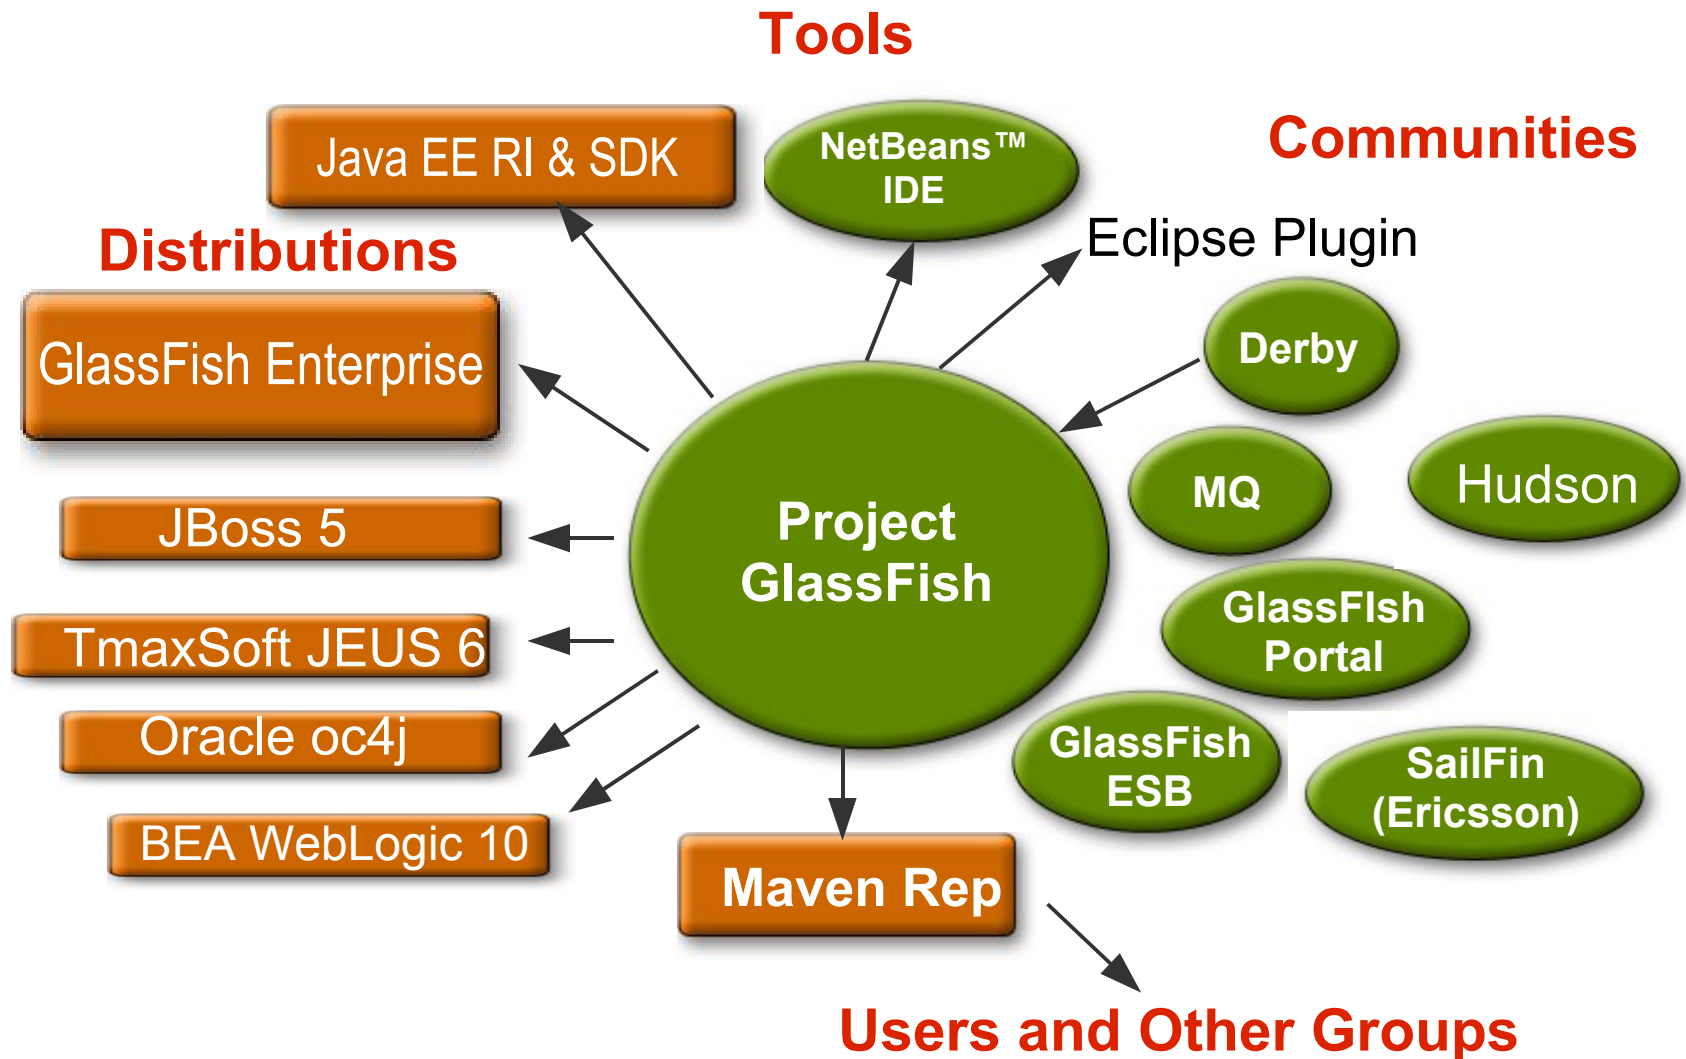 Tools
Java EE RI & SDK
NetBeans™
IDE
Communities
Distributions
Eclipse Plugin
GlassFish Enterprise
Derby
JBoss 5
Project
GlassFish
MQ
Hudson
TmaxSoft JEUS 6
GlassFIsh
Portal
Oracle oc4j
GlassFish
ESB
SailFin
(Ericsson)
BEA WebLogic 10
Maven Rep
Users and Other Groups